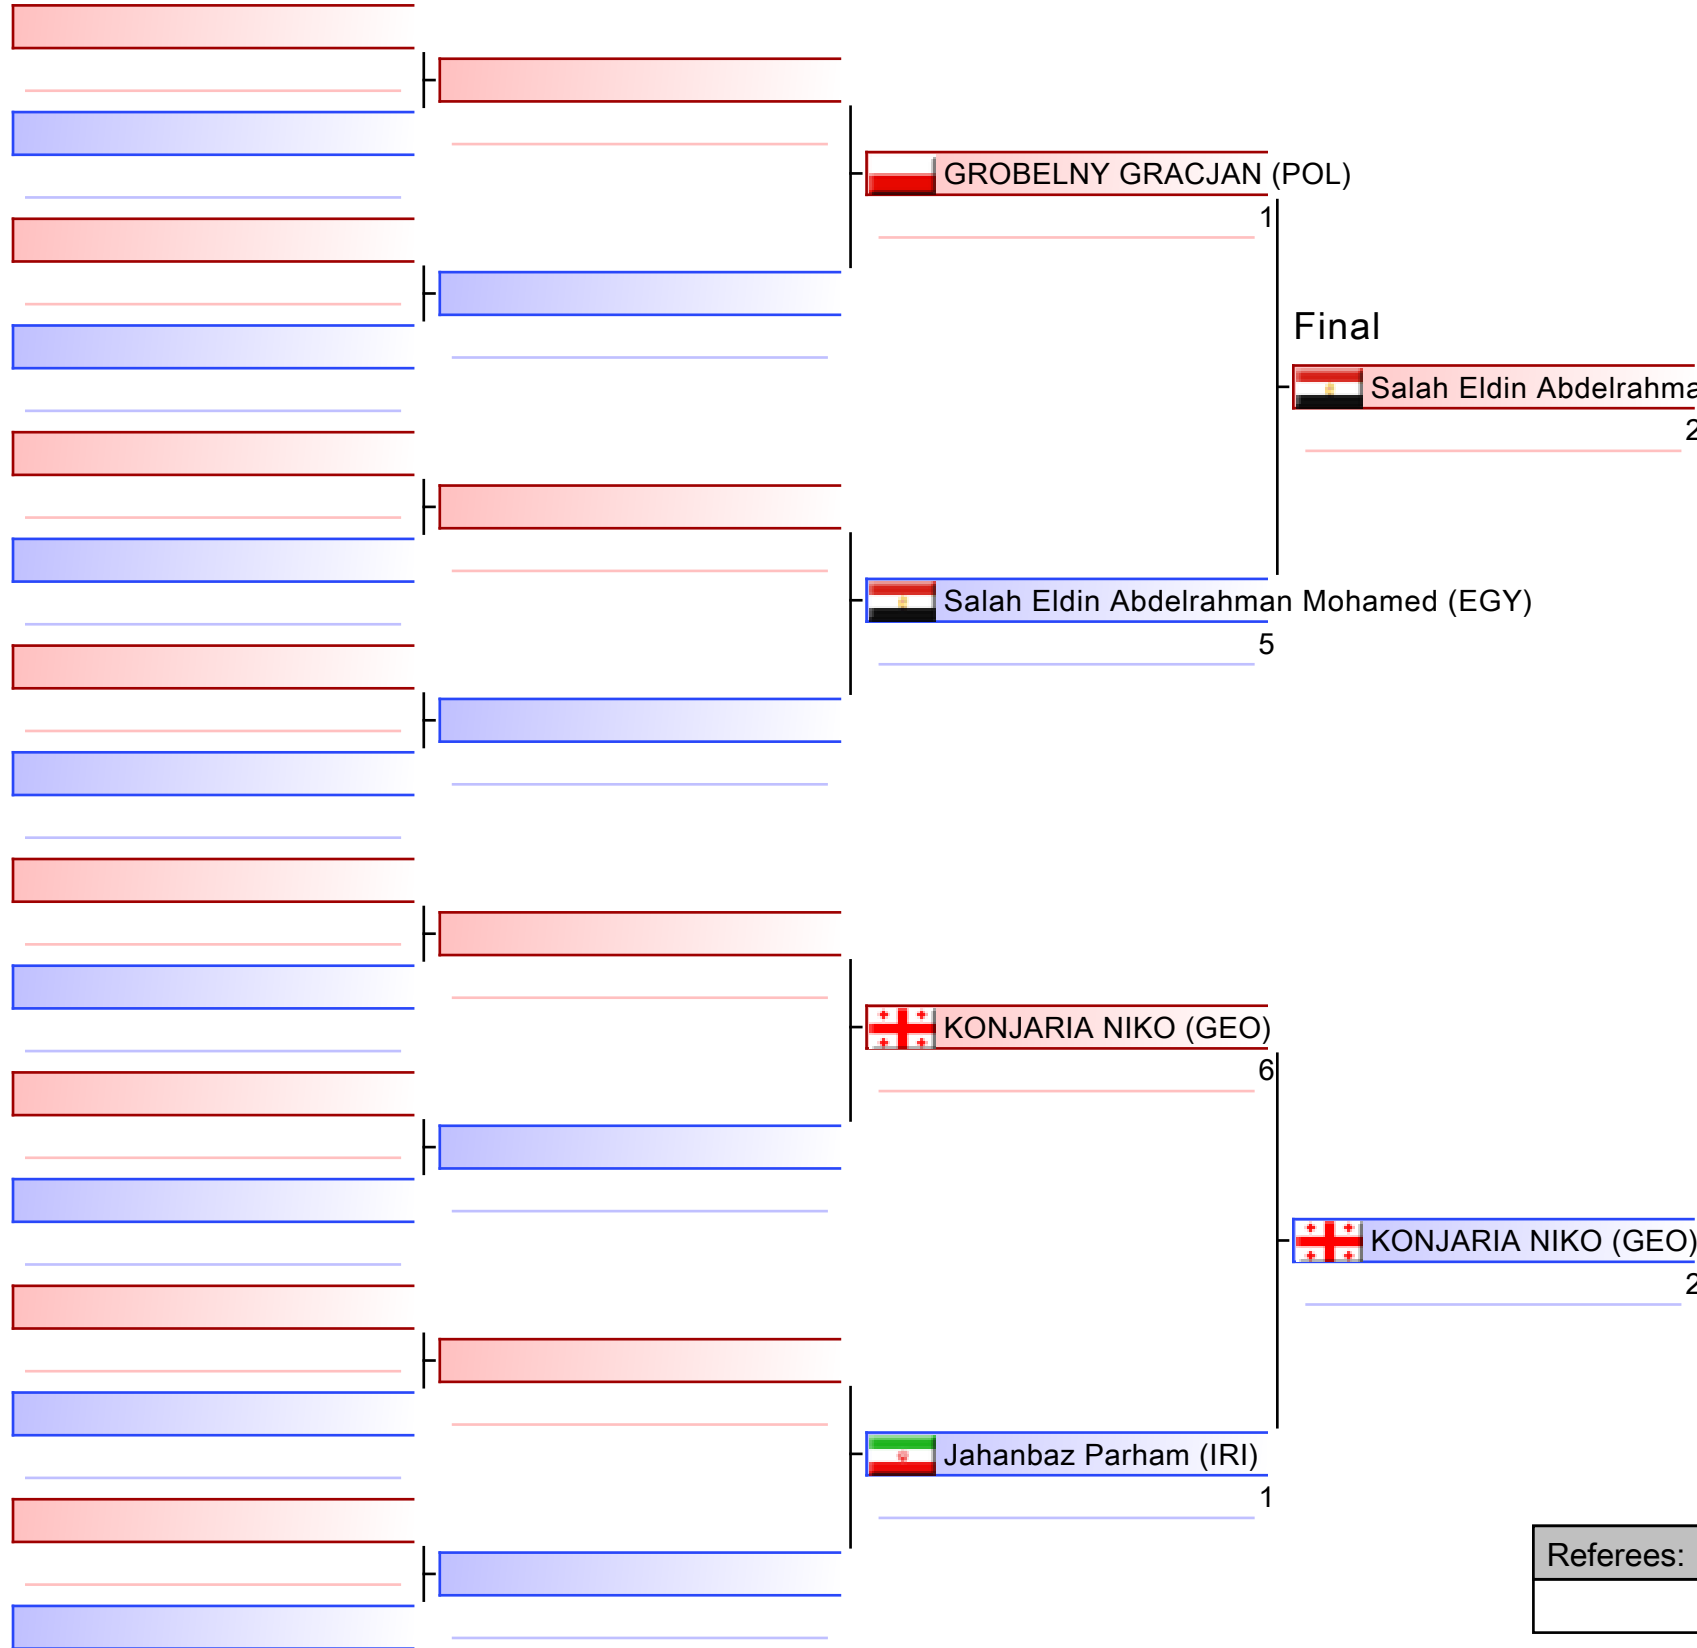 GROBELNY GRACJAN (POL)
1
Final
Salah Eldin Abdelrahma
2
Salah Eldin Abdelrahman Mohamed (EGY)
5
KONJARIA NIKO (GEO)
6
KONJARIA NIKO (GEO)
2
Jahanbaz Parham (IRI)
1
Referees: